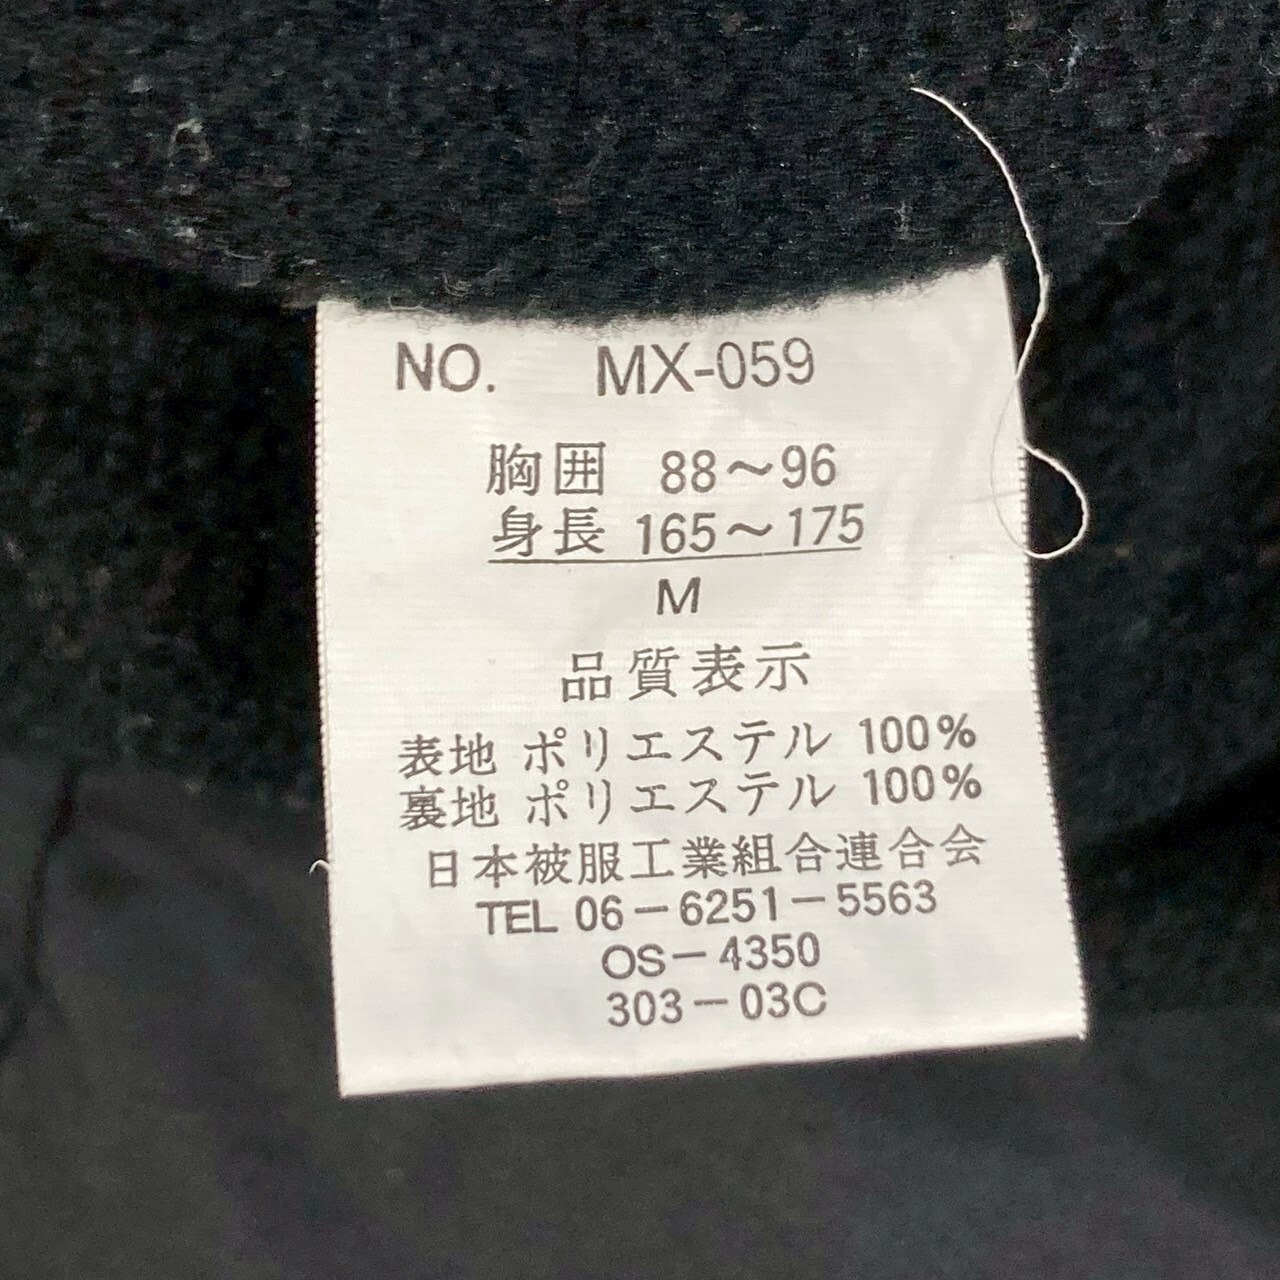 NO. MX-059
胸囲 88～96
身長 165～175
M
品質表示
表地 ポリエステル 100%
裏地 ポリエステル 100%
日本被服工業組合連合会
TEL 06－6251－5563
OS－4350
303－03C